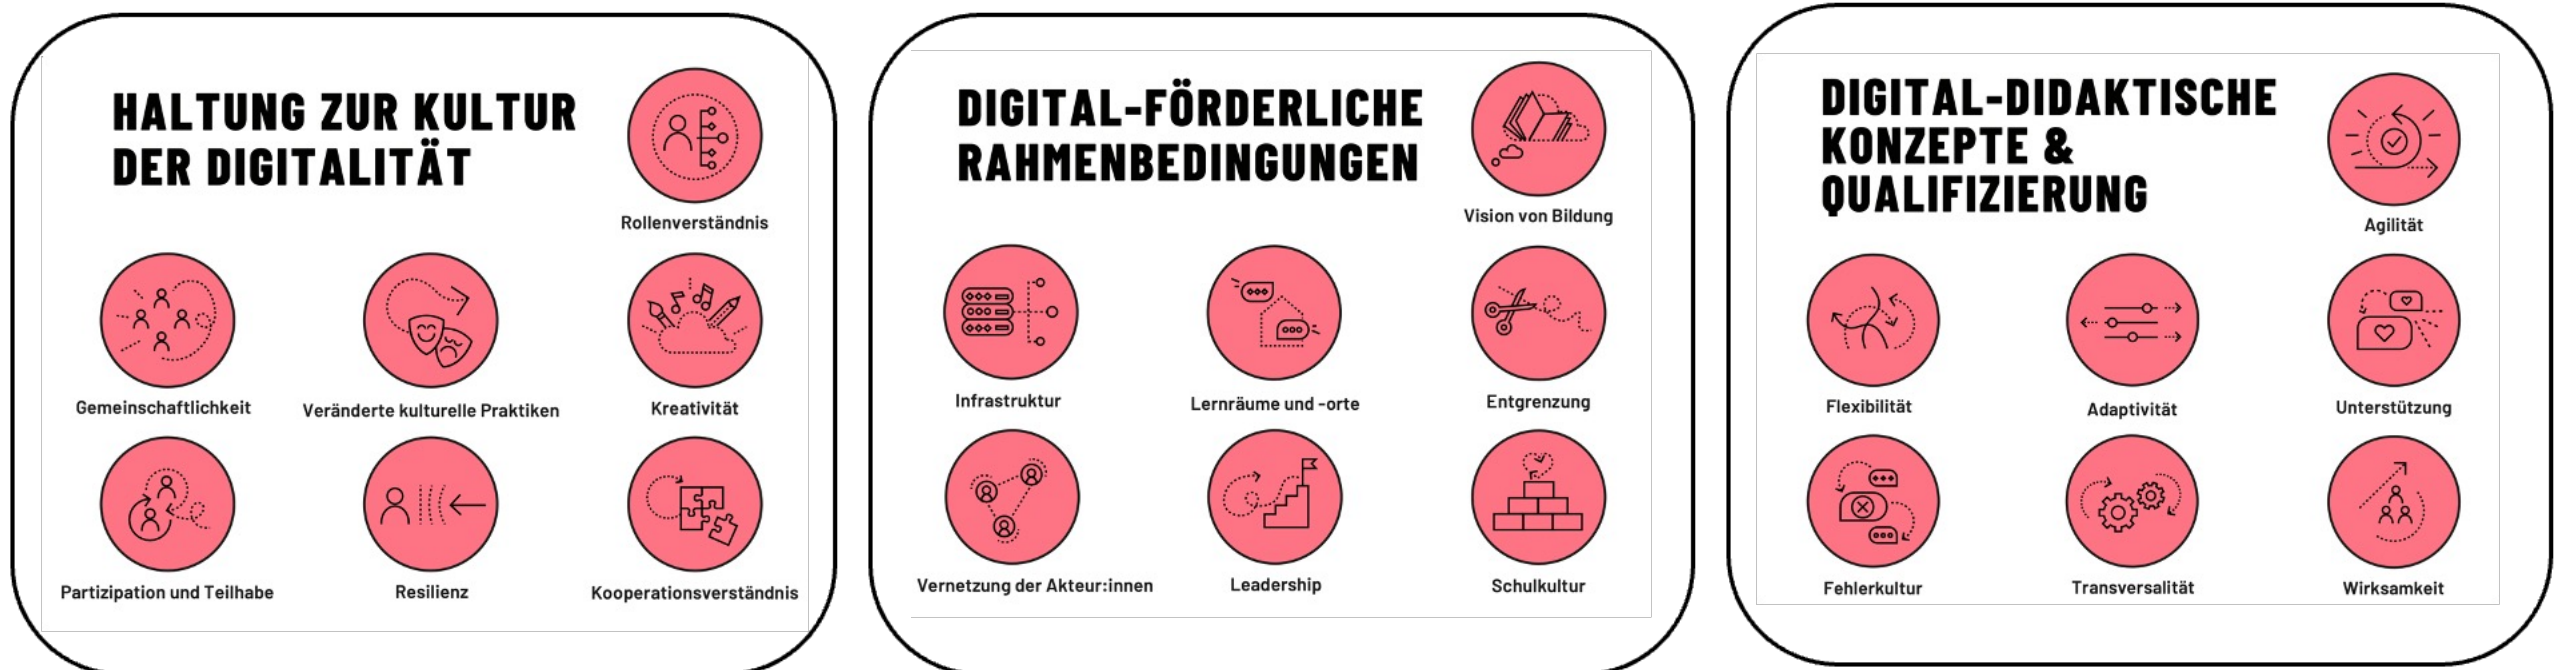 HALTUNG ZUR KULTUR
DER DIGITALITÄT
Rollenverständnis
Gemeinschaftlichkeit
Veränderte kulturelle Praktiken
Kreativität
Partizipation und Teilhabe
Resilienz
Kooperationsverständnis
DIGITAL-FÖRDERLICHE
RAHMENBEDINGUNGEN
Vision von Bildung
Infrastruktur
Lernräume und -orte
Entgrenzung
Vernetzung der Akteur:innen
Leadership
Schulkultur
DIGITAL-DIDAKTISCHE
KONZEPTE &
QUALIFIZIERUNG
Agilität
Flexibilität
Adaptivität
Unterstützung
Fehlerkultur
Transversalität
Wirksamkeit